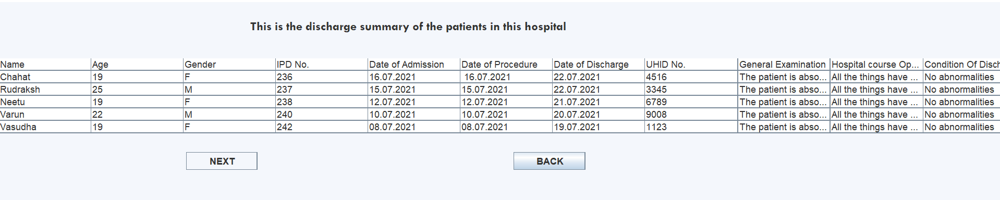 This is the discharge summary of the patients in this hospital
Name Age Gender IPD No. Date of Admission Date of Procedure Date of Discharge UHID No. General Examination Hospital course Op... Condition Of Disch
Chahat 19 F 236 16.07.2021 16.07.2021 22.07.2021 4516 The patient is abso... All the things have ... No abnormalities
Rudraksh 25 M 237 15.07.2021 15.07.2021 22.07.2021 3345 The patient is abso... All the things have ... No abnormalities
Neetu 19 F 238 12.07.2021 12.07.2021 21.07.2021 6789 The patient is abso... All the things have ... No abnormalities
Varun 22 M 240 10.07.2021 10.07.2021 20.07.2021 9008 The patient is abso... All the things have ... No abnormalities
Vasudha 19 F 242 08.07.2021 08.07.2021 19.07.2021 1123 The patient is abso... All the things have ... No abnormalities
NEXT BACK